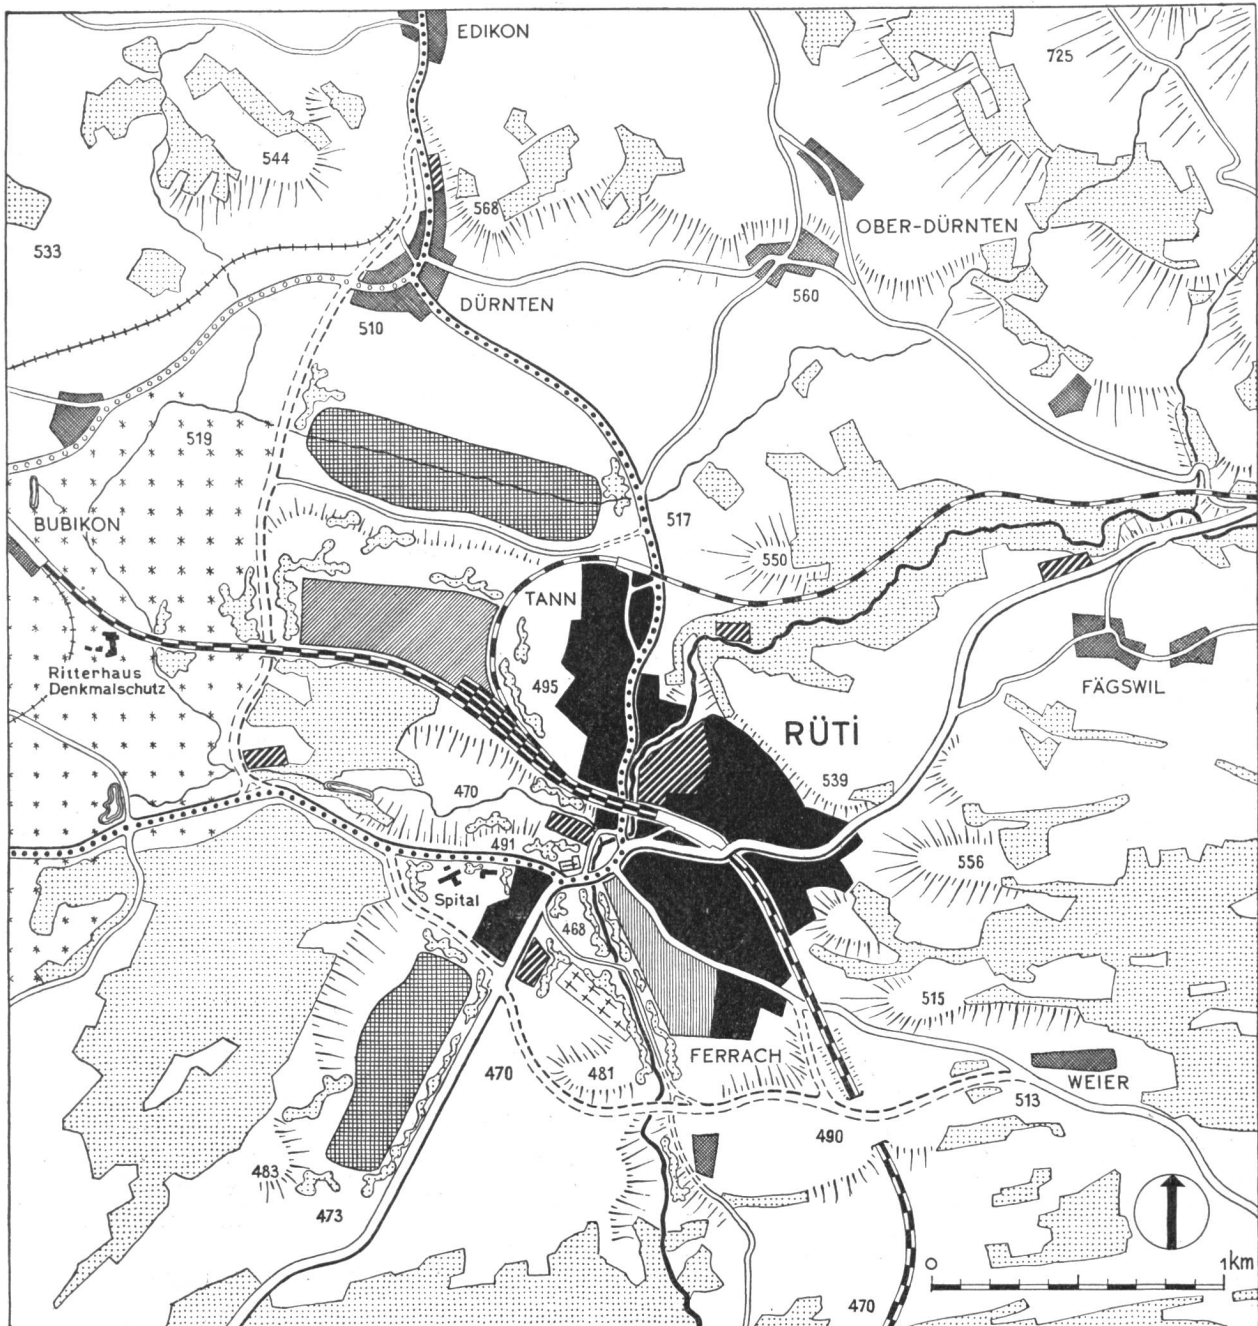 EDIKON
725
544
568
OBER-DÜRNTEN
533
560
DÜRNTEN
510
519
517
BUBIKON
550
TANN
Ritterhaus
Denkmalschutz
495
FÄGSWIL
RÜTi
539
470
491
556
Spital
468
515
FERRACH
WEIER
470
481
513
490
483
473
0
1km
470